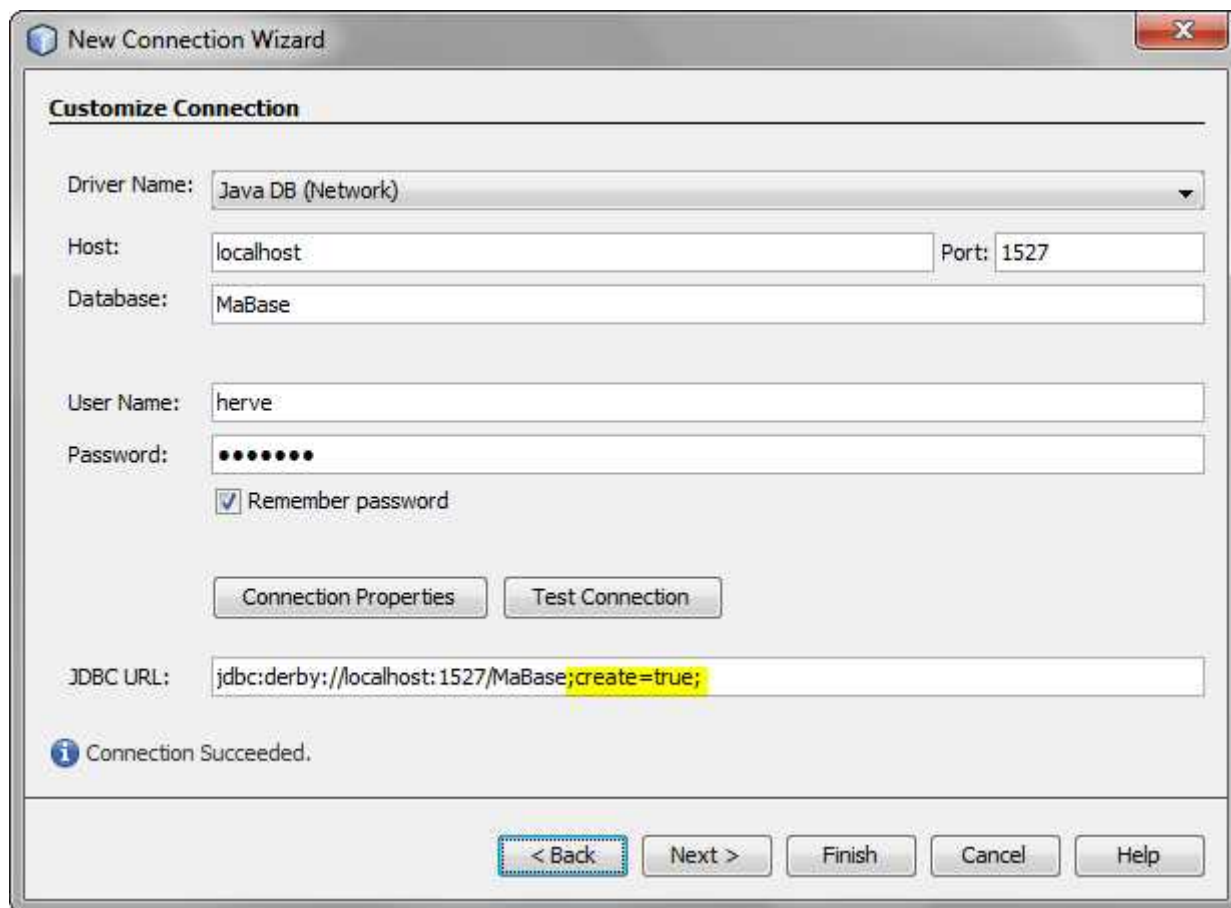 New Connection Wizard
Customize Connection
Driver Name: Java DB (Network)
Host: localhost Port: 1527
Database: MaBase
User Name: herve
Password: •••••••
Remember password
Connection Properties Test Connection
JDBC URL: jdbc:derby://localhost:1527/MaBase;create=true;
Connection Succeeded.
< Back Next > Finish Cancel Help